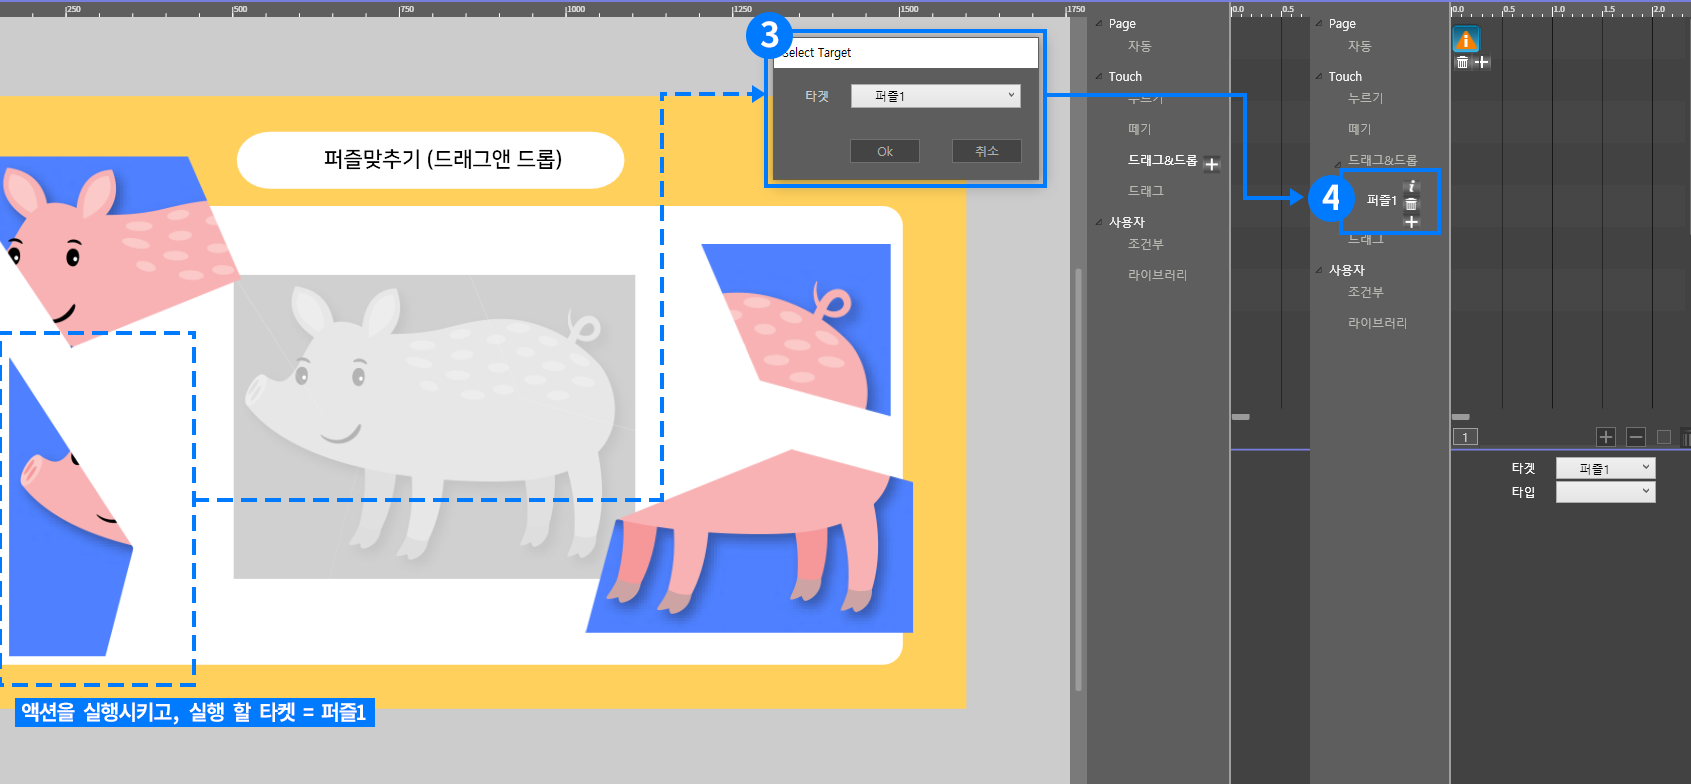 250
500
750
1000
1250
1500
1750
0.0
0.5
0.0
0.5
1.0
1.5
2.0
3
Select Target
타겟
퍼즐1
Ok
취소
퍼즐맞추기 (드래그앤 드롭)
Page
자동
Touch
누르기
떼기
드래그&드롭
드래그
사용자
조건부
라이브러리
Page
자동
Touch
누르기
떼기
드래그&드롭
4
퍼즐1
드래그
사용자
조건부
라이브러리
1
타겟
퍼즐1
타입
액션을 실행시키고, 실행 할 타켓 = 퍼즐1